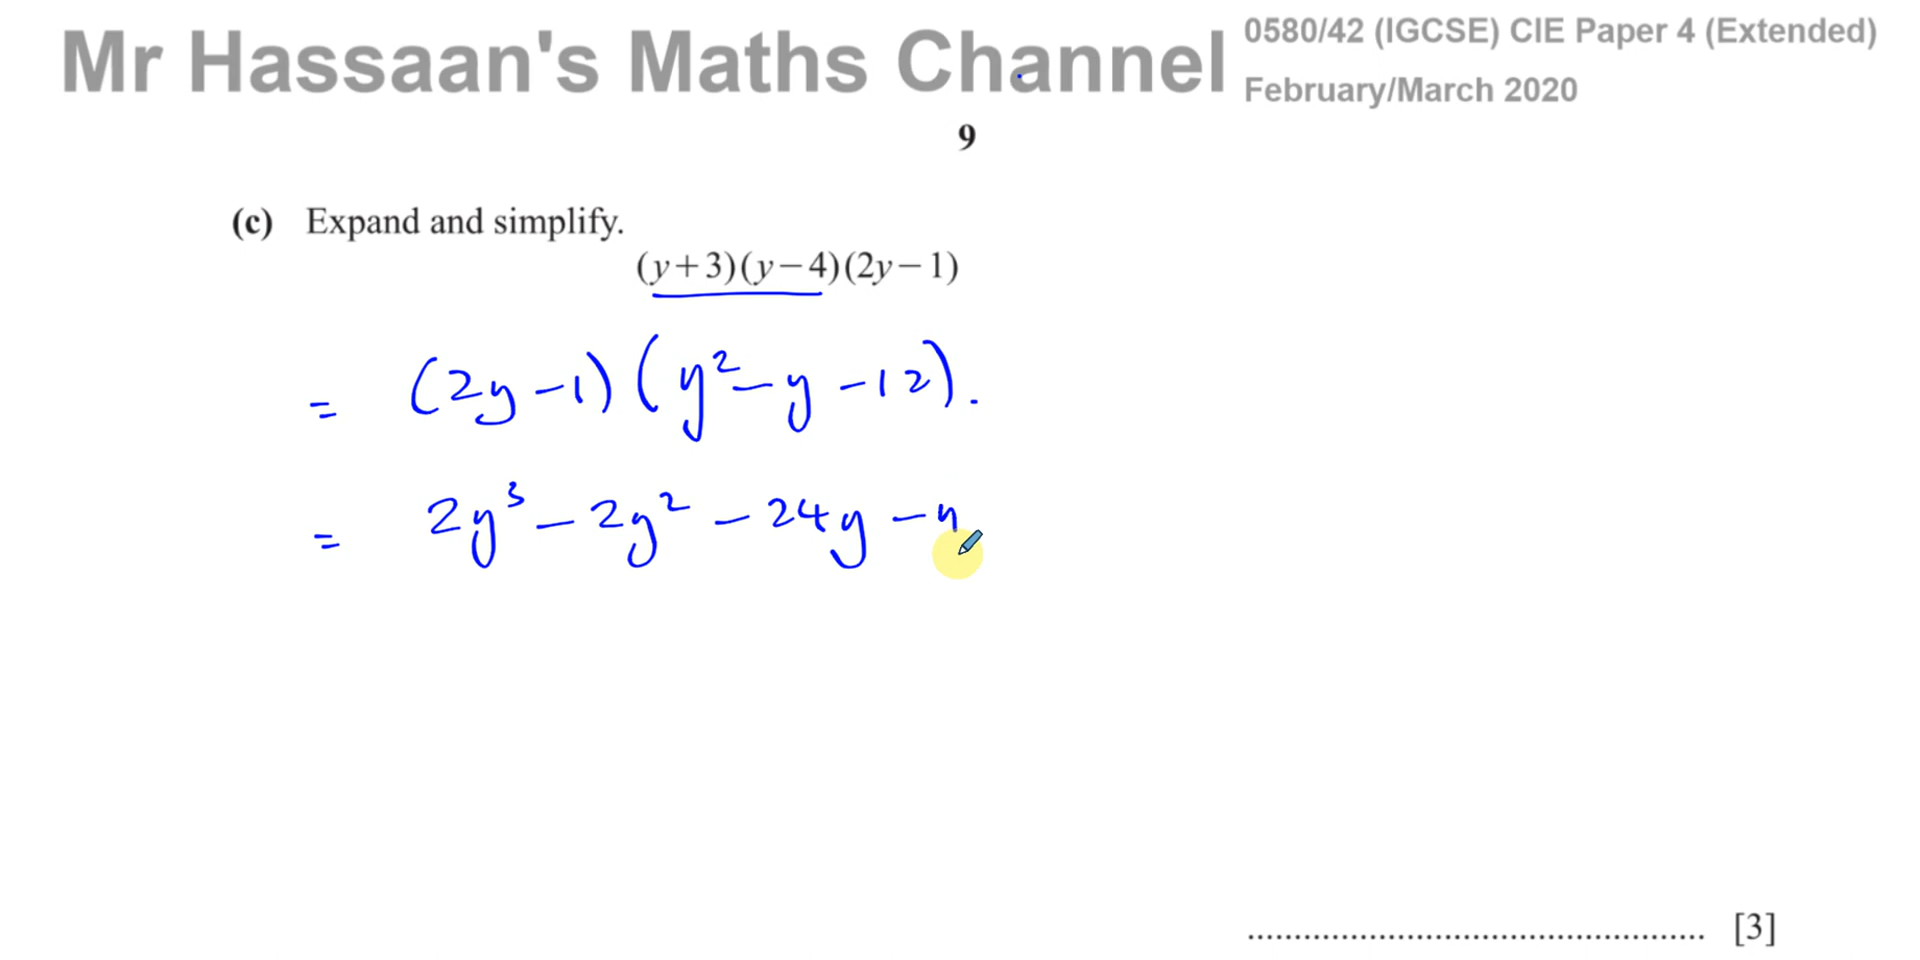 Mr Hassaan's Maths Channel
0580/42 (IGCSE) CIE Paper 4 (Extended)
February/March 2020
9
(c) Expand and simplify.
(y+3)(y−4)(2y−1)
= (2y−1)(y²−y−12).
= 2y³−2y²−24y−y
[3]